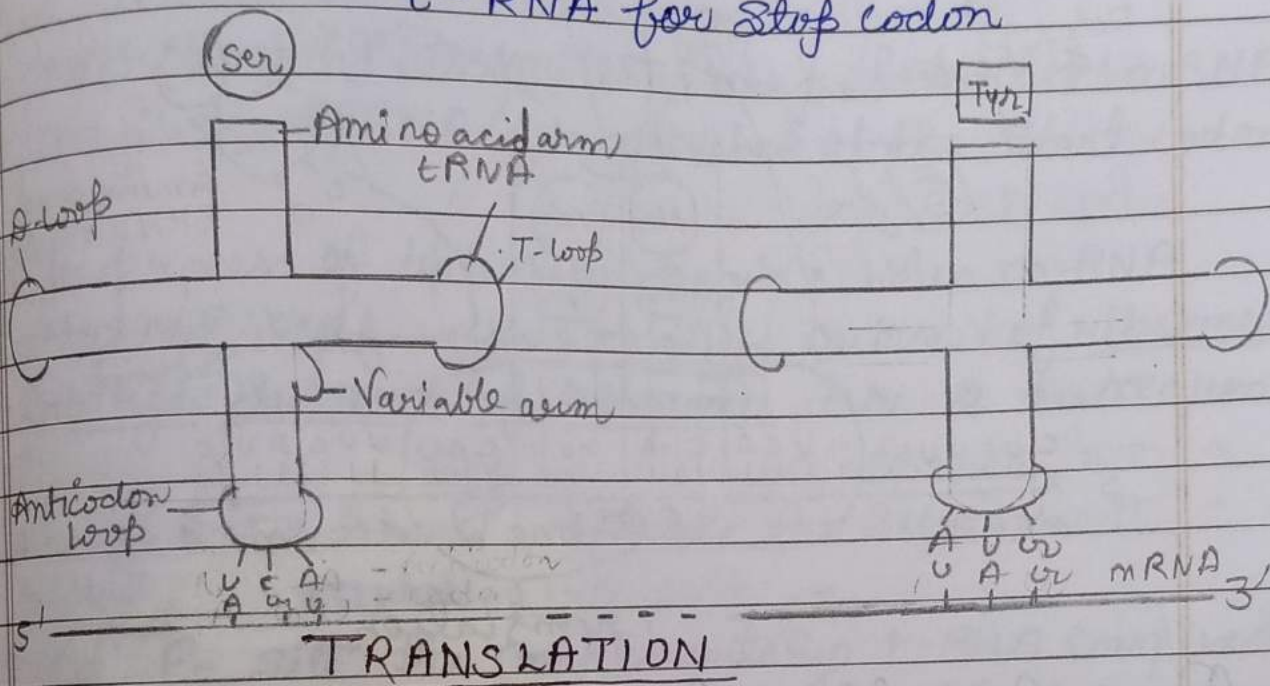 RNA for Stop codon
Ser
Tyr
Amino acid arm
tRNA
T-loop
Variable arm
Anticodon
loop
U C A
A U
A U
U A mRNA 3'
5'
TRANSLATION